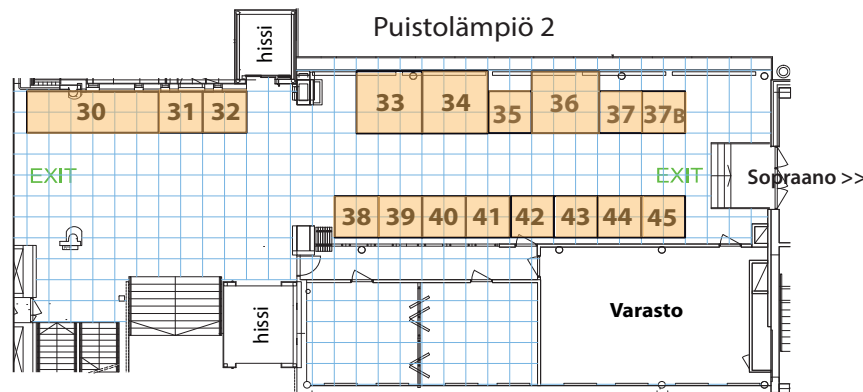 Puistolämpiö 2
hissi
30 31 32 33 34 35 36 37 37B
EXIT EXIT Sopraano >>
38 39 40 41 42 43 44 45
hissi
Varasto